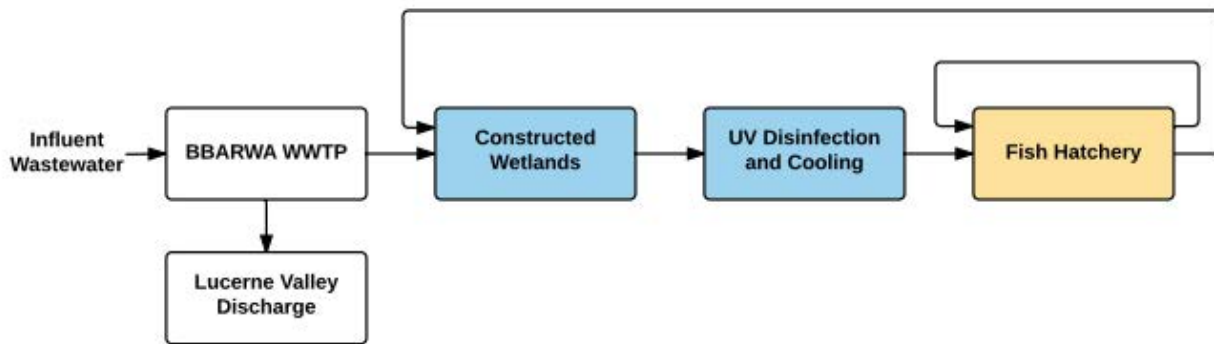 Influent
Wastewater
BBARWA WWTP
Constructed
Wetlands
UV Disinfection
and Cooling
Fish Hatchery
Lucerne Valley
Discharge